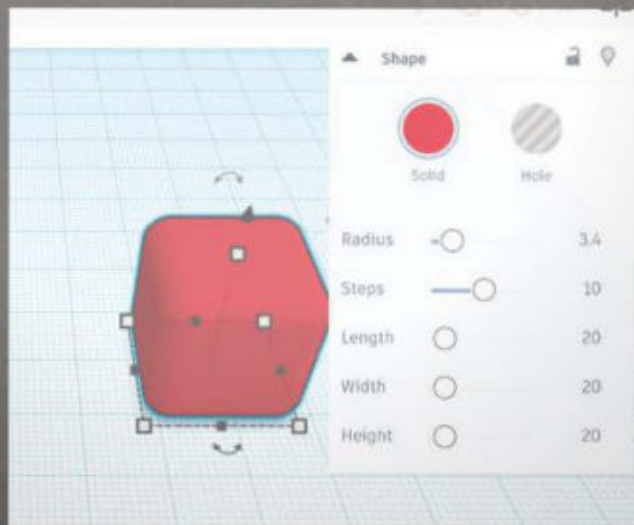 Shape
Solid Hole
Radius 3.4
Steps 10
Length 20
Width 20
Height 20